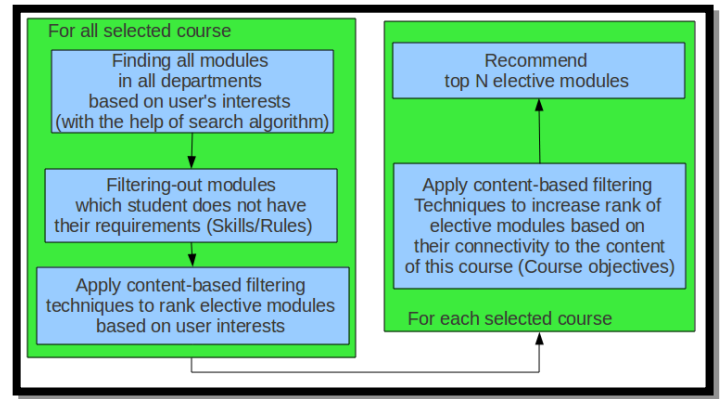 For all selected course
Finding all modules
in all departments
based on user's interests
(with the help of search algorithm)
Filtering-out modules
which student does not have
their requirements (Skills/Rules)
Apply content-based filtering
techniques to rank elective modules
based on user interests
Recommend
top N elective modules
Apply content-based filtering
Techniques to increase rank of
elective modules based on
their connectivity to the content
of this course (Course objectives)
For each selected course